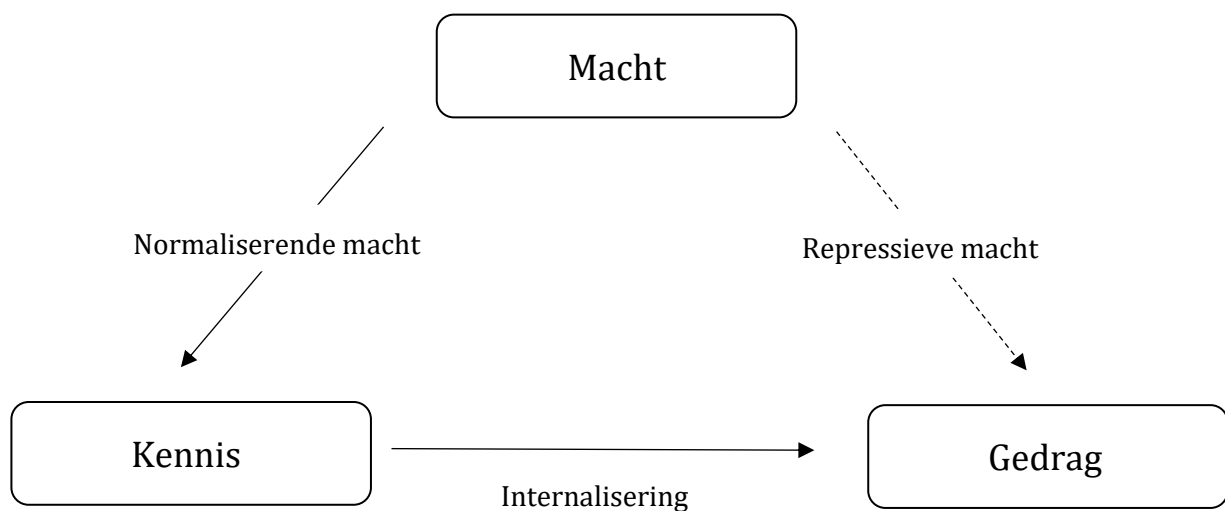 Macht
Normaliserende macht
Repressieve macht
Kennis
Gedrag
Internalisering